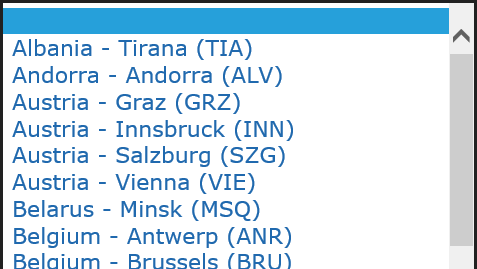 Albania - Tirana (TIA)
Andorra - Andorra (ALV)
Austria - Graz (GRZ)
Austria - Innsbruck (INN)
Austria - Salzburg (SZG)
Austria - Vienna (VIE)
Belarus - Minsk (MSQ)
Belgium - Antwerp (ANR)
Belgium - Brussels (BRU)